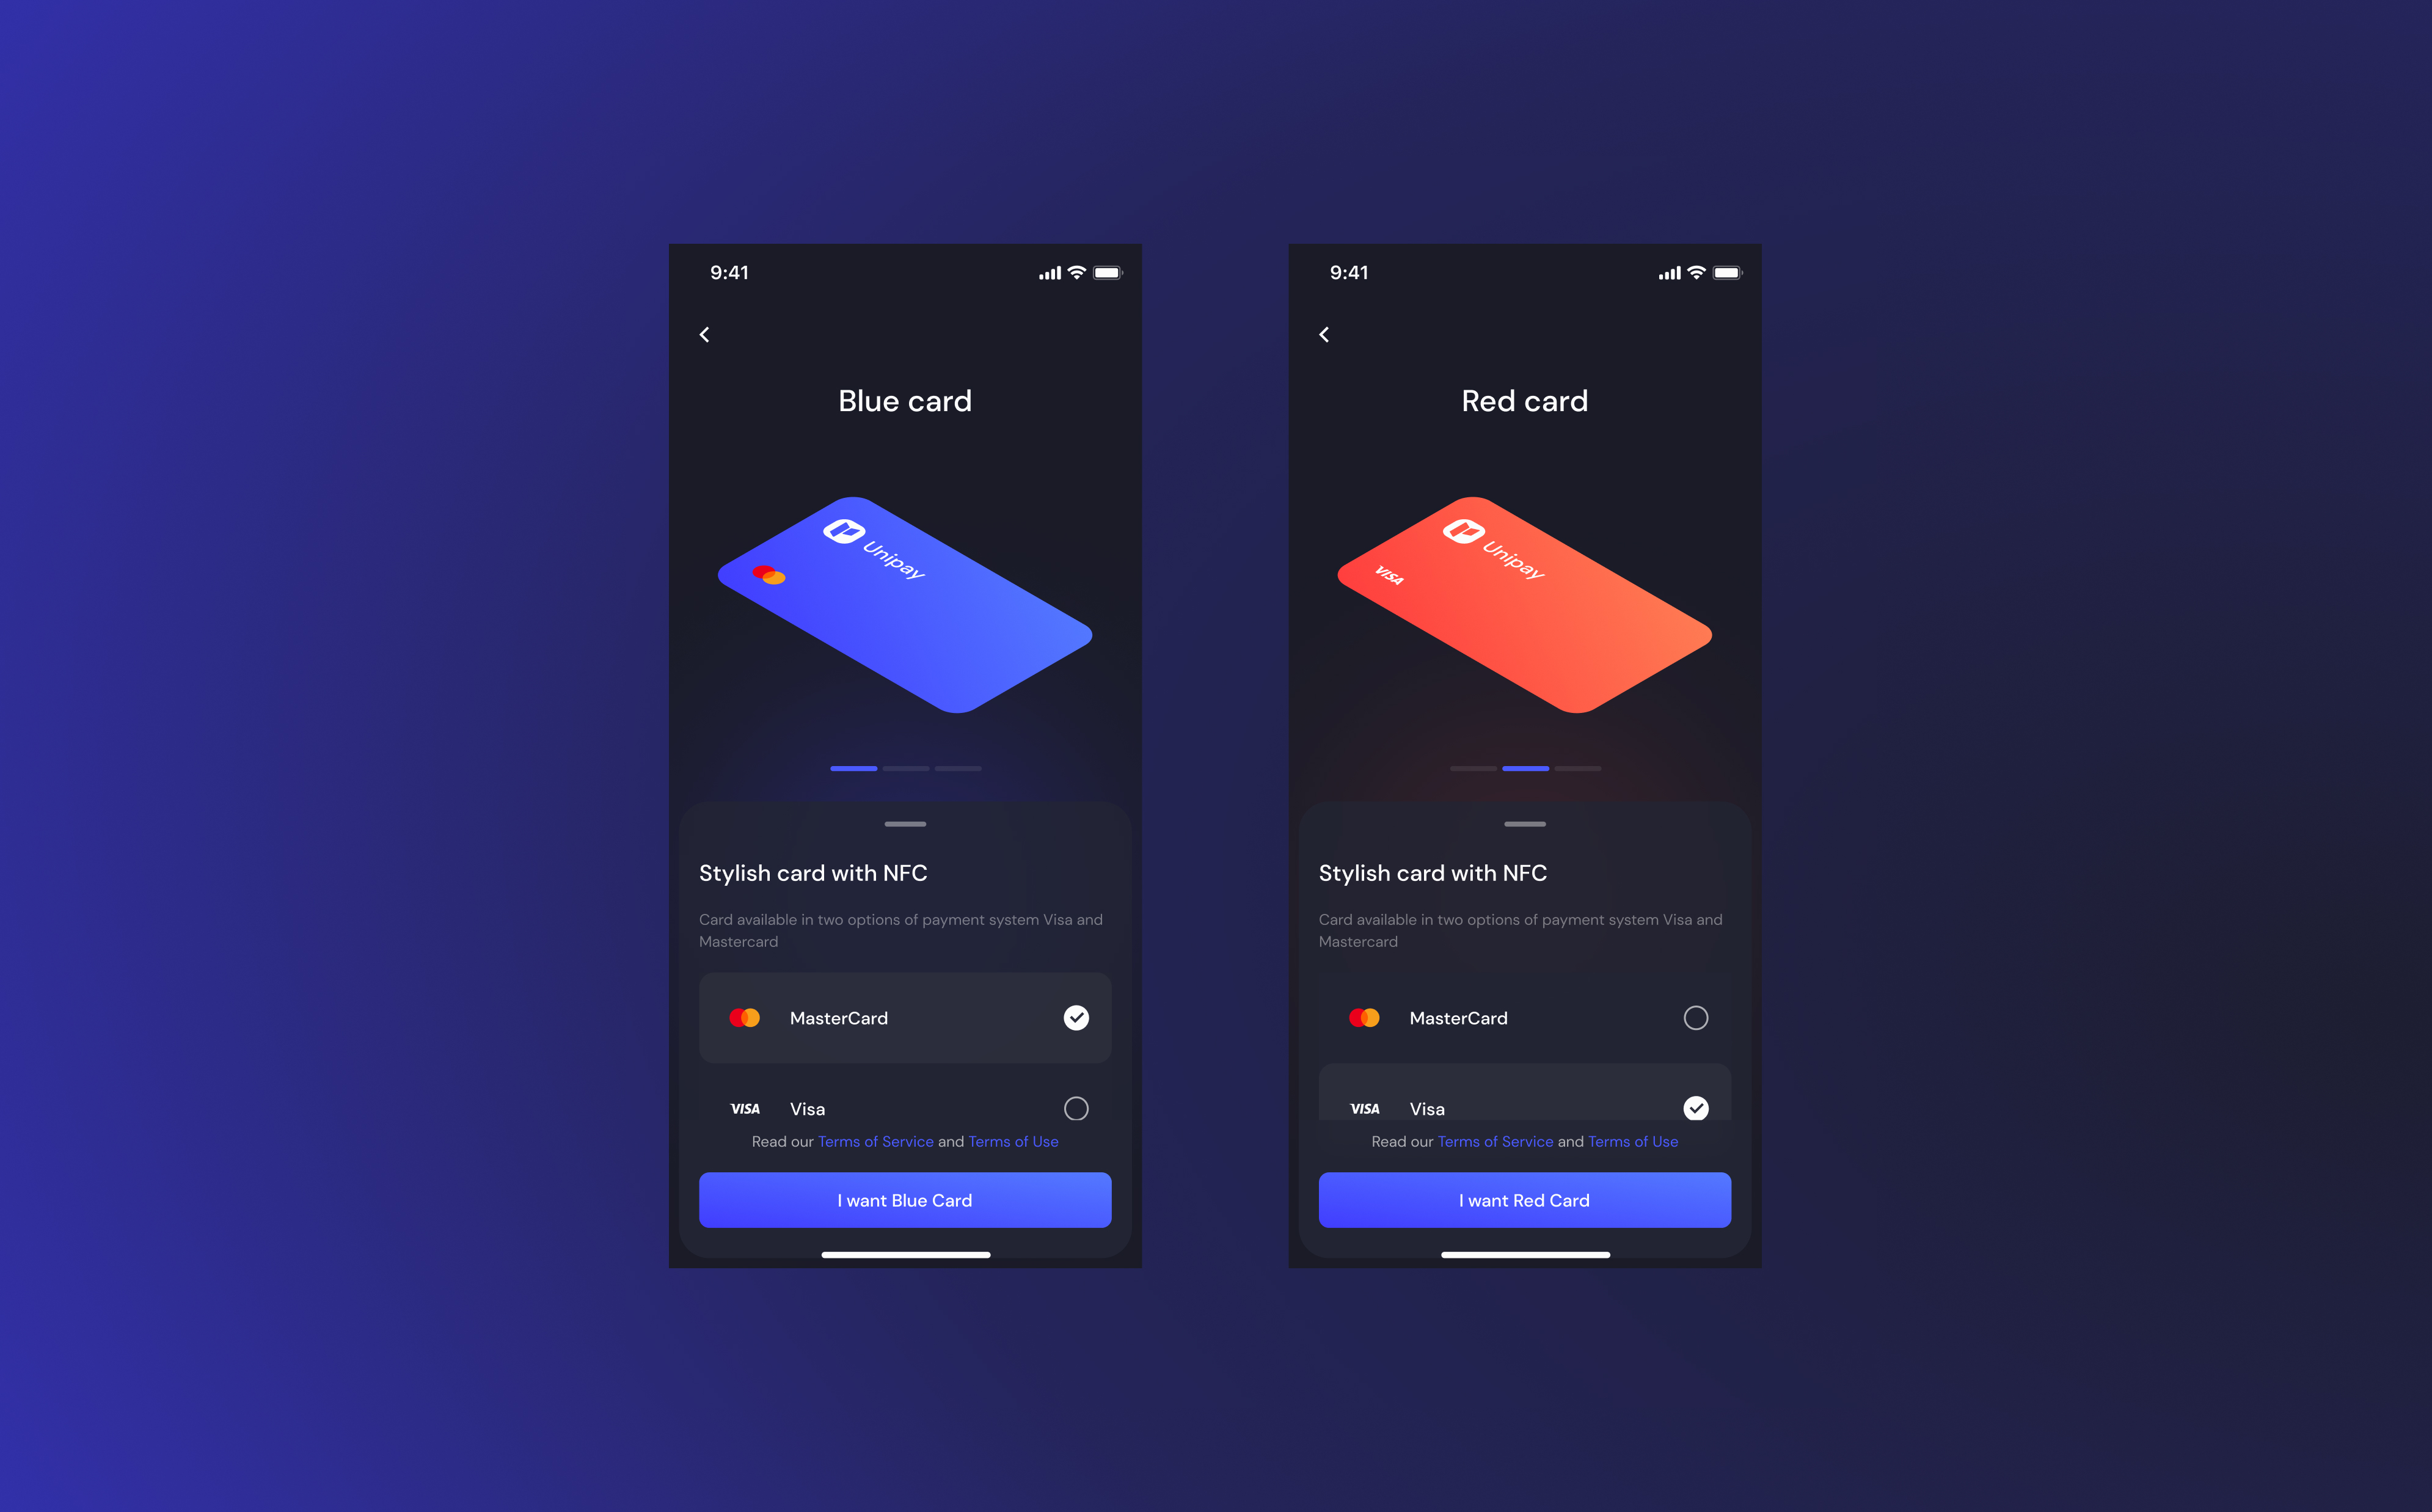 9:41
Blue card
Unipay
Stylish card with NFC
Card available in two options of payment system Visa and
Mastercard
MasterCard
VISA Visa
Read our Terms of Service and Terms of Use
I want Blue Card
9:41
Red card
Unipay
VISA
Stylish card with NFC
Card available in two options of payment system Visa and
Mastercard
MasterCard
VISA Visa
Read our Terms of Service and Terms of Use
I want Red Card